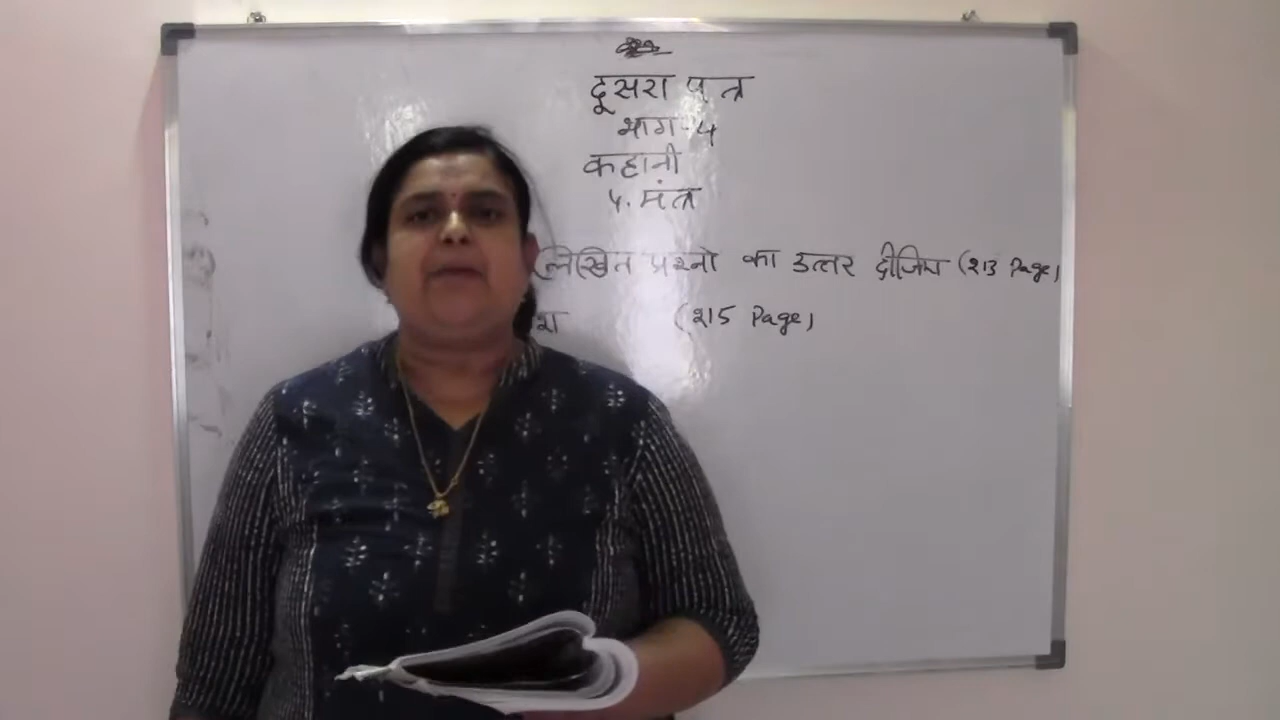 दूसरा पत्र
भाग-4
कहानी
4. मंत्र
लिखित प्रश्नो का उत्तर दीजिए (213 Page)
(215 Page)